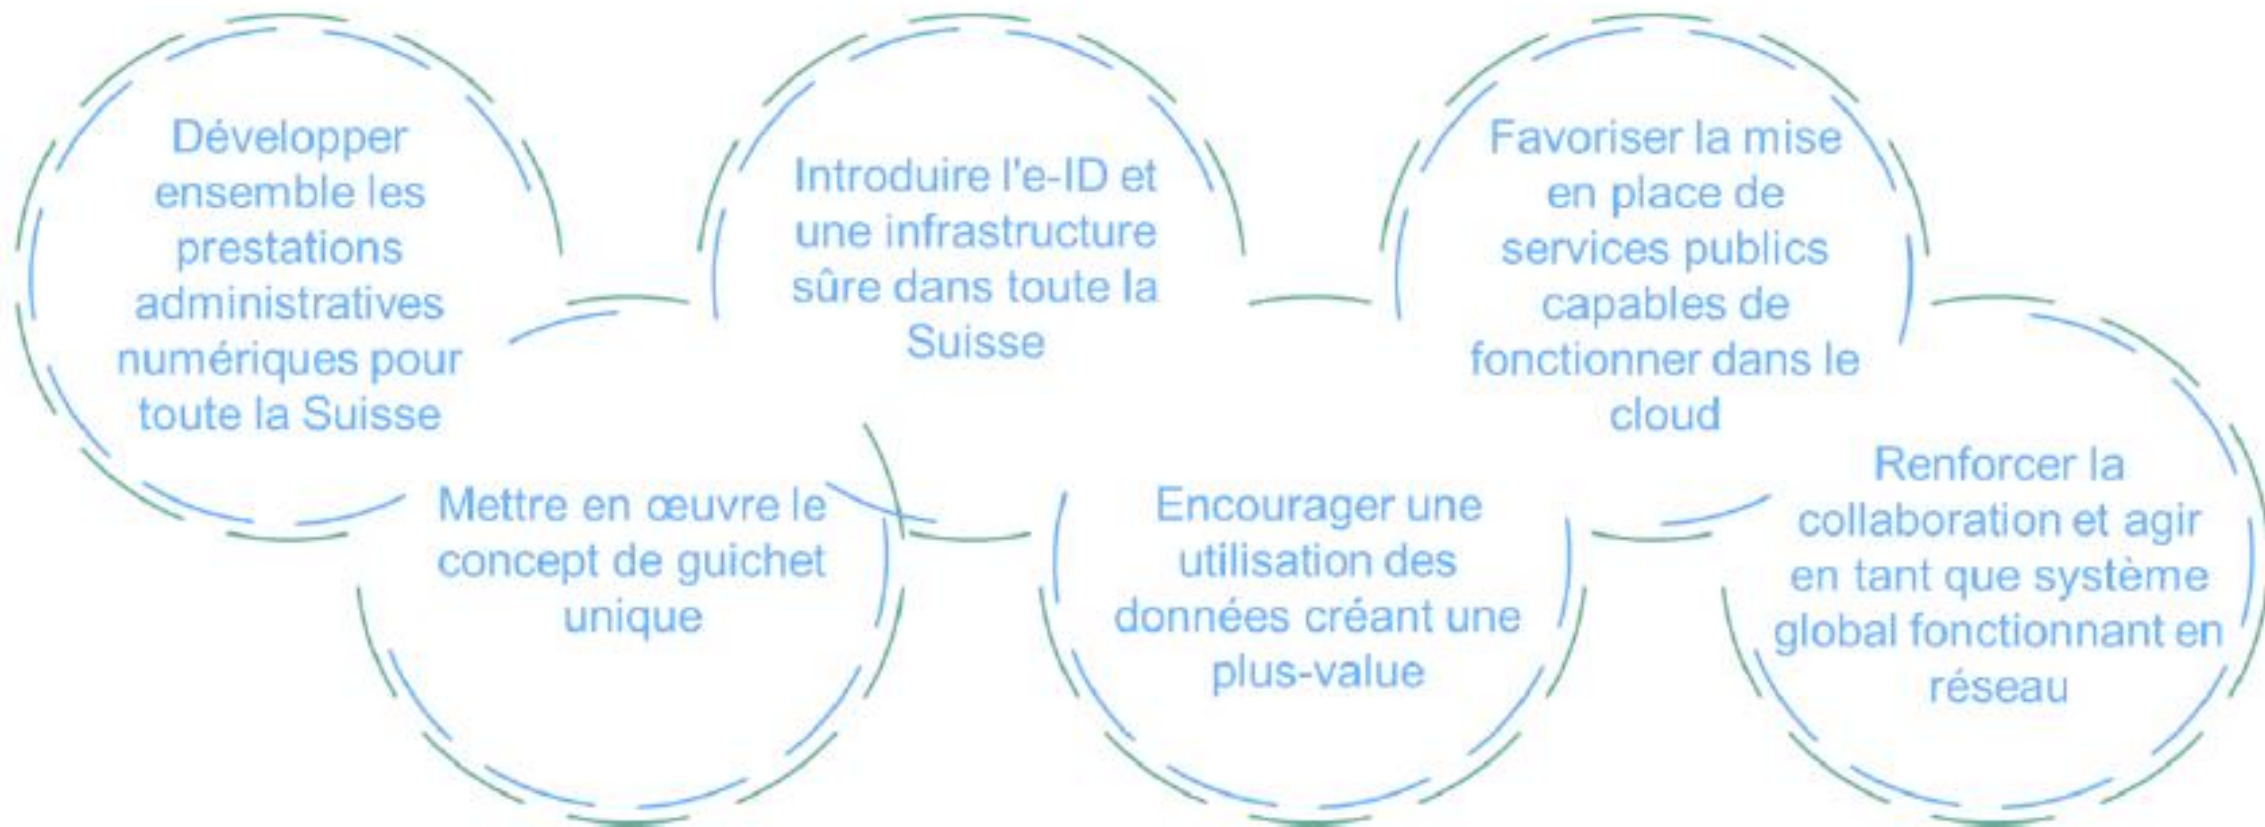 Développer
ensemble les
prestations
administratives
numériques pour
toute la Suisse
Mettre en œuvre le
concept de guichet
unique
Introduire l'e-ID et
une infrastructure
sûre dans toute la
Suisse
Encourager une
utilisation des
données créant une
plus-value
Favoriser la mise
en place de
services publics
capables de
fonctionner dans le
cloud
Renforcer la
collaboration et agir
en tant que système
global fonctionnant en
réseau